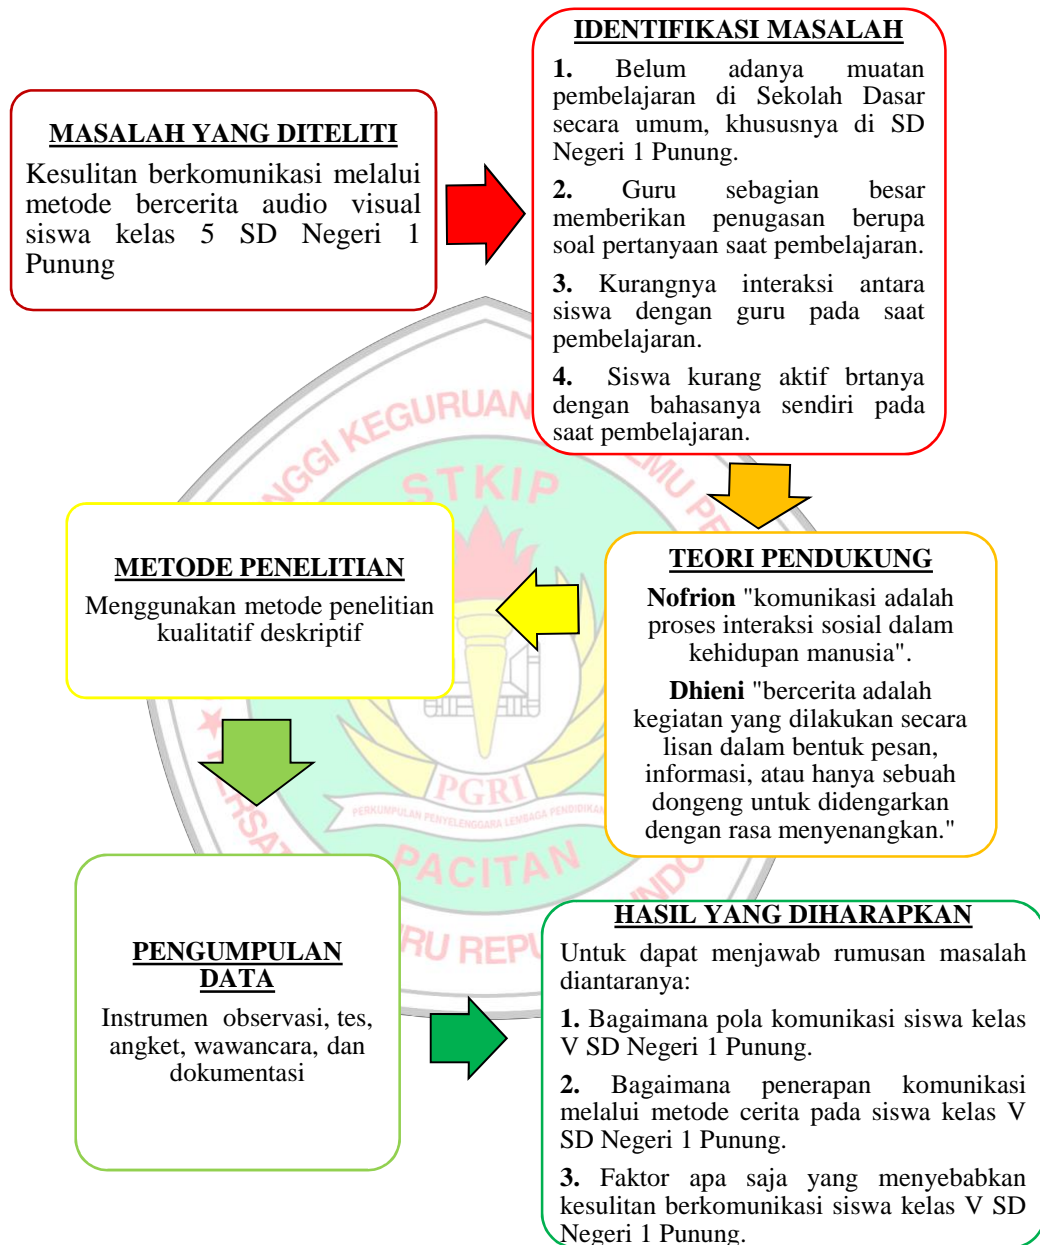 MASALAH YANG DITELITI
Kesulitan berkomunikasi melalui
metode bercerita audio visual
siswa kelas 5 SD Negeri 1
Punung
IDENTIFIKASI MASALAH
1. Belum adanya muatan
pembelajaran di Sekolah Dasar
secara umum, khususnya di SD
Negeri 1 Punung.
2. Guru sebagian besar
memberikan penugasan berupa
soal pertanyaan saat pembelajaran.
3. Kurangnya interaksi antara
siswa dengan guru pada saat
pembelajaran.
4. Siswa kurang aktif brtanya
dengan bahasanya sendiri pada
saat pembelajaran.
TEORI PENDUKUNG
Nofrion "komunikasi adalah
proses interaksi sosial dalam
kehidupan manusia".
Dhieni "bercerita adalah
kegiatan yang dilakukan secara
lisan dalam bentuk pesan,
informasi, atau hanya sebuah
dongeng untuk didengarkan
dengan rasa menyenangkan."
METODE PENELITIAN
Menggunakan metode penelitian
kualitatif deskriptif
PENGUMPULAN
DATA
Instrumen observasi, tes,
angket, wawancara, dan
dokumentasi
HASIL YANG DIHARAPKAN
Untuk dapat menjawab rumusan masalah
diantaranya:
1. Bagaimana pola komunikasi siswa kelas
V SD Negeri 1 Punung.
2. Bagaimana penerapan komunikasi
melalui metode cerita pada siswa kelas V
SD Negeri 1 Punung.
3. Faktor apa saja yang menyebabkan
kesulitan berkomunikasi siswa kelas V SD
Negeri 1 Punung.
KEGURUAN
STKIP
PGRI
PERKUMPULAN PENYELENGGARA LEMBAGA
PACITAN